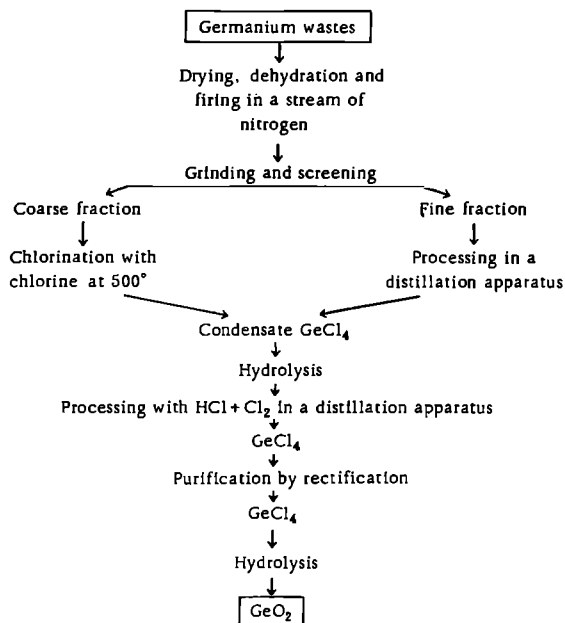 Germanium wastes
Drying, dehydration and
firing in a stream of
nitrogen
Grinding and screening
Coarse fraction
Fine fraction
Chlorination with
chlorine at 500°
Processing in a
distillation apparatus
Condensate GeCl₄
Hydrolysis
Processing with HCl + Cl₂ in a distillation apparatus
GeCl₄
Purification by rectification
GeCl₄
Hydrolysis
GeO₂